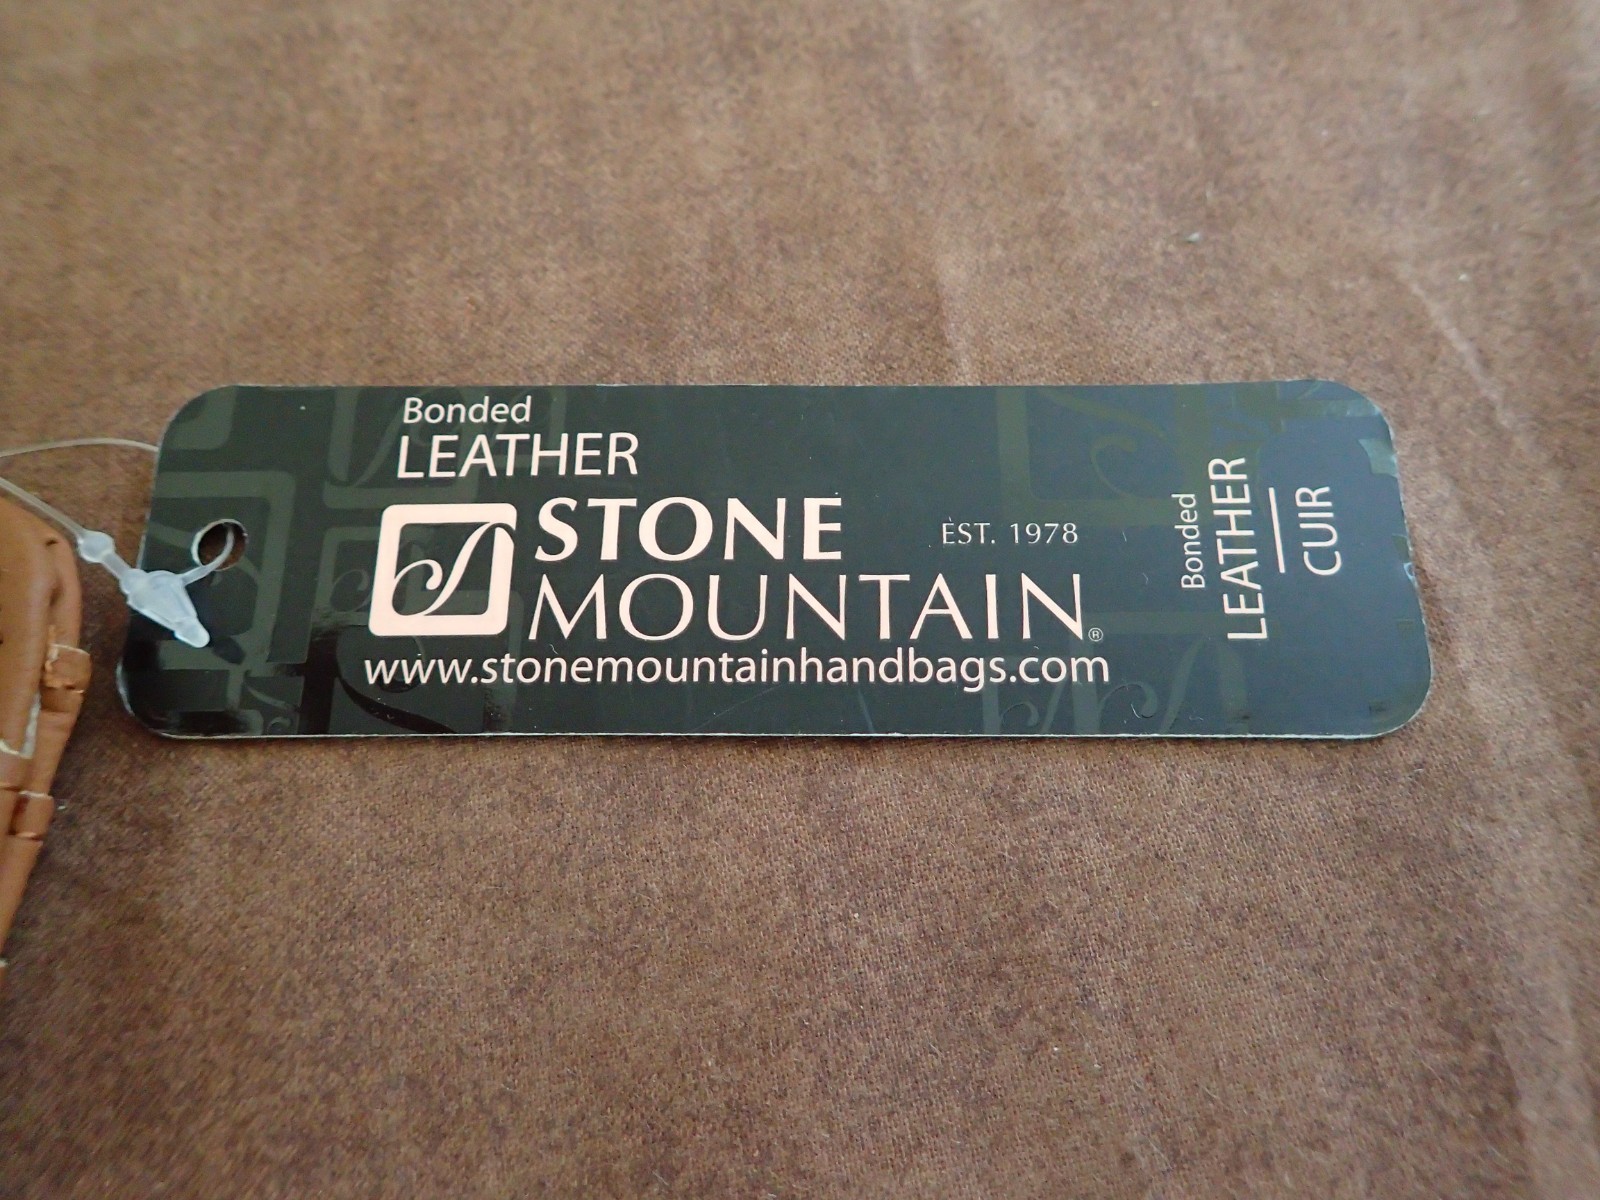 Bonded
LEATHER
STONE
MOUNTAIN®
EST. 1978
www.stonemountainhandbags.com
Bonded
LEATHER
CUIR